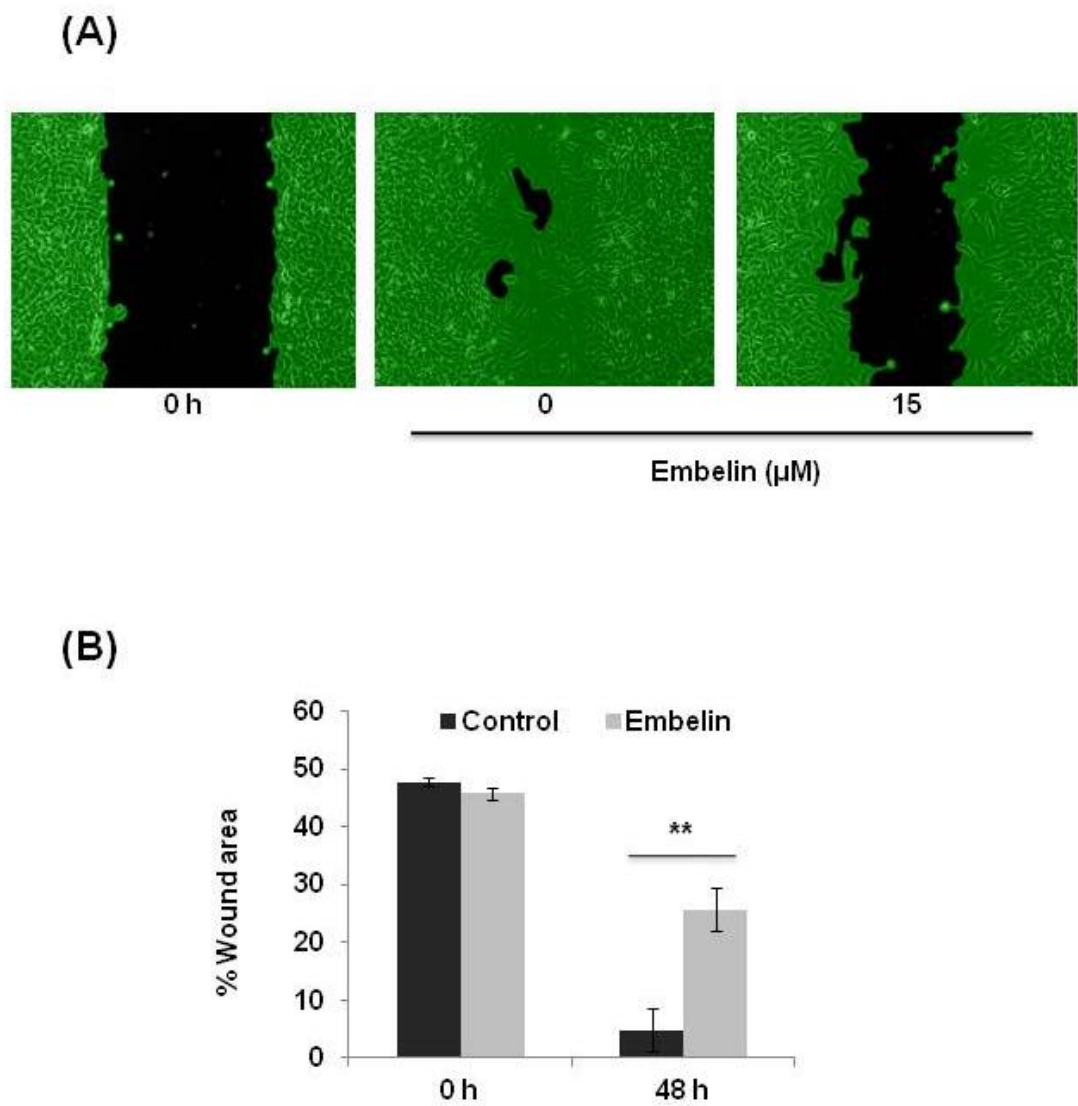 (A)
0 h
0
15
Embelin (µM)
(B)
60
50
40
30
20
10
0
% Wound area
Control
Embelin
**
0 h
48 h